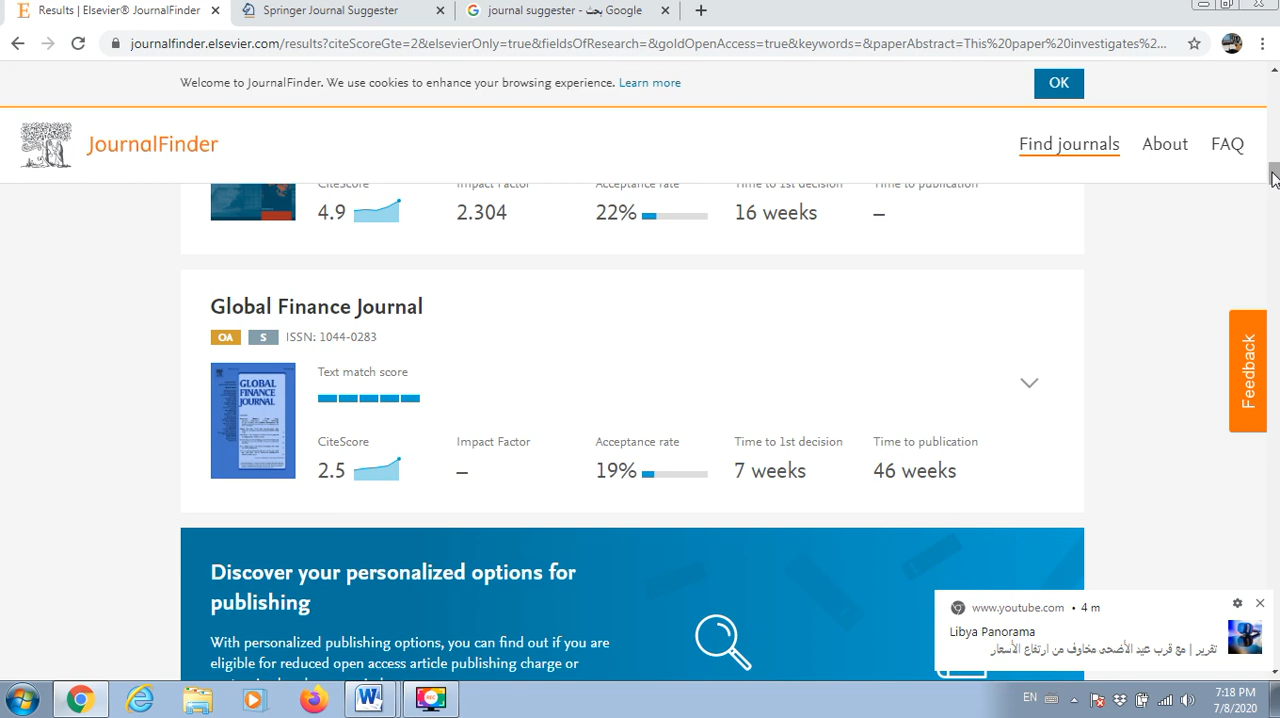 Results | Elsevier® JournalFinder
Springer Journal Suggester
journal suggester - بحث Google
journalfinder.elsevier.com/results?citeScoreGte=2&elsevierOnly=true&fieldsOfResearch=&goldOpenAccess=true&keywords=&paperAbstract=This%20paper%20investigates%2...
Welcome to JournalFinder. We use cookies to enhance your browsing experience. Learn more
OK
JournalFinder
Find journals
About
FAQ
CiteScore
Impact Factor
Acceptance rate
Time to 1st decision
Time to publication
4.9
2.304
22%
16 weeks
–
Global Finance Journal
OA
S
ISSN: 1044-0283
GLOBAL
FINANCE
JOURNAL
Text match score
CiteScore
Impact Factor
Acceptance rate
Time to 1st decision
Time to publication
2.5
–
19%
7 weeks
46 weeks
Feedback
Discover your personalized options for
publishing
With personalized publishing options, you can find out if you are
eligible for reduced open access article publishing charge or
www.youtube.com • 4 m
Libya Panorama
تقرير | مع قرب عيد الأضحى مخاوف من ارتفاع الأسعار
EN
7:18 PM
7/8/2020